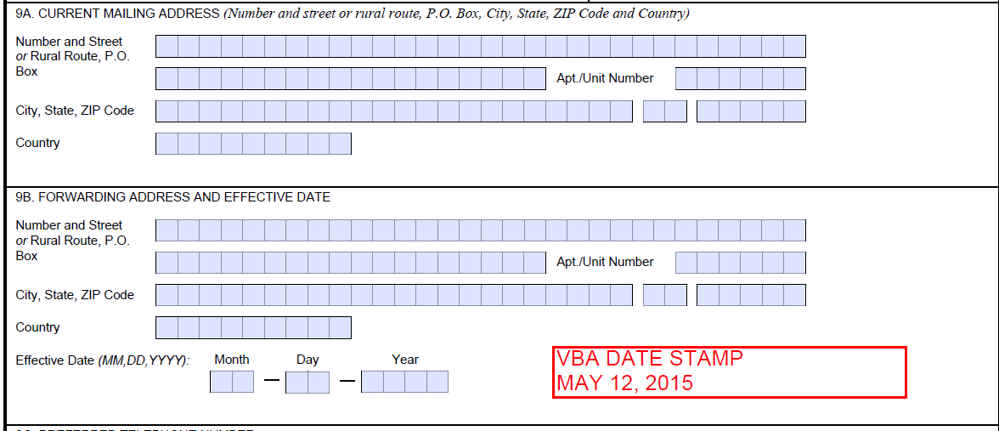 9A. CURRENT MAILING ADDRESS (Number and street or rural route, P.O. Box, City, State, ZIP Code and Country)
Number and Street
or Rural Route, P.O.
Box
Apt./Unit Number
City, State, ZIP Code
Country
9B. FORWARDING ADDRESS AND EFFECTIVE DATE
Number and Street
or Rural Route, P.O.
Box
Apt./Unit Number
City, State, ZIP Code
Country
Effective Date (MM,DD,YYYY): Month Day Year
VBA DATE STAMP
MAY 12, 2015